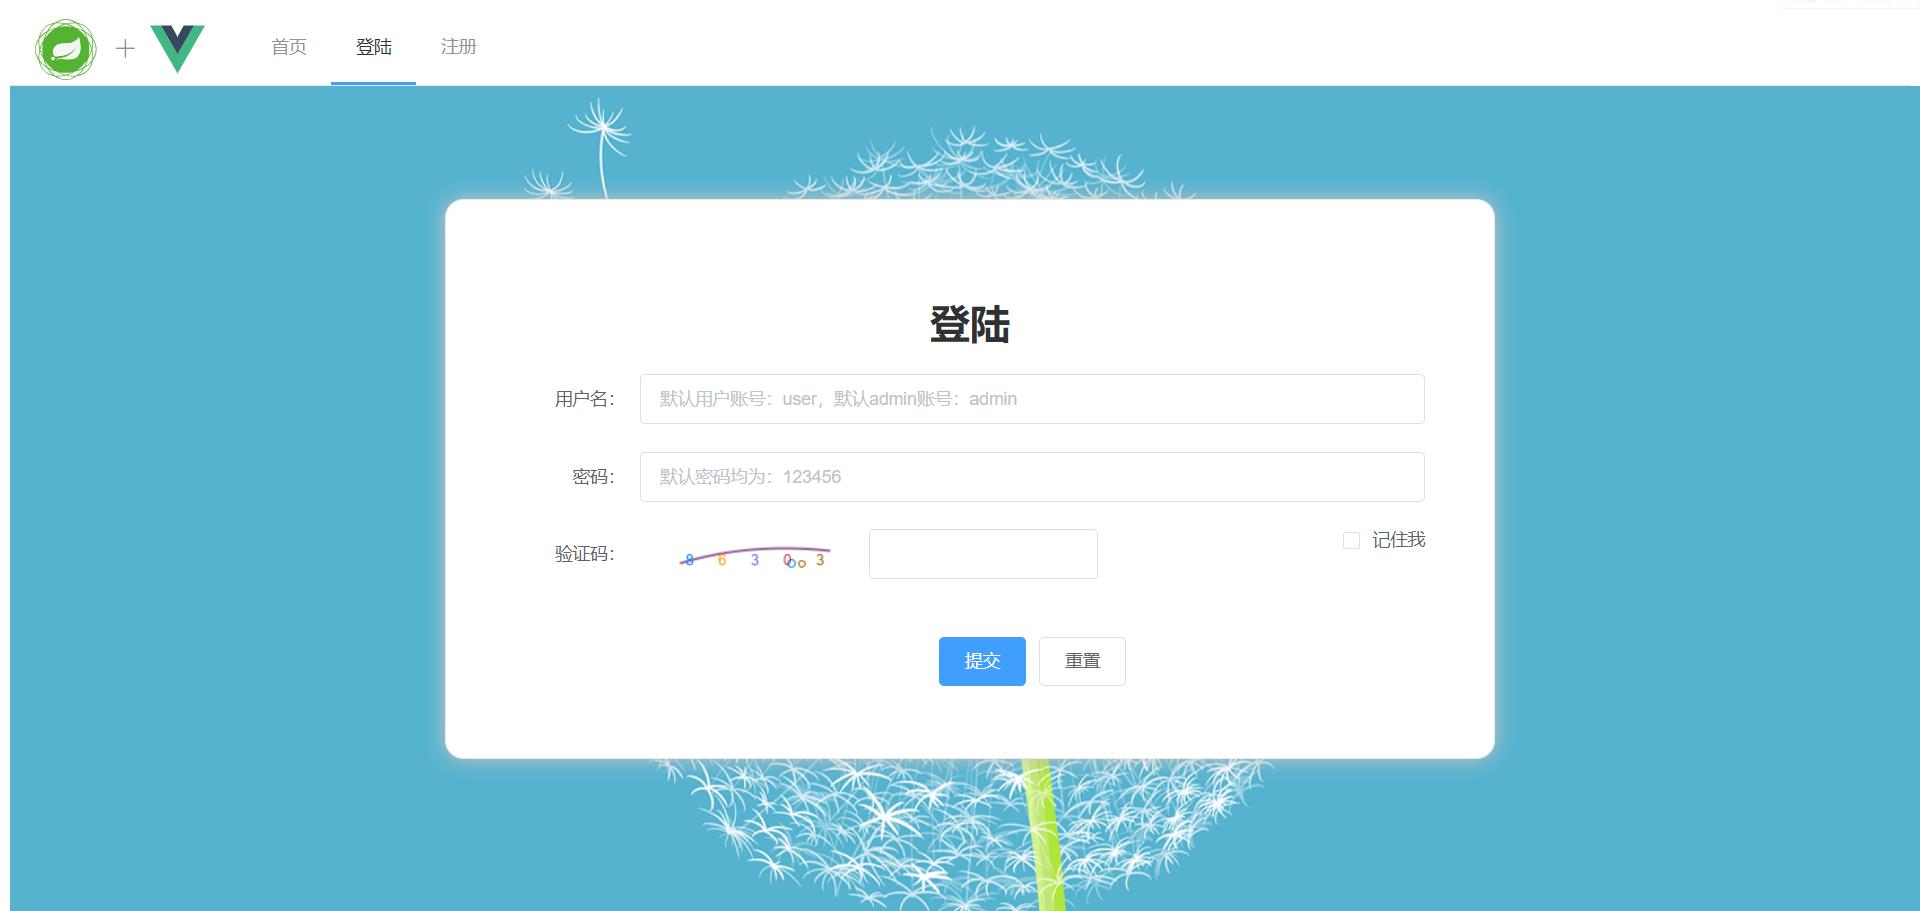 首页 登陆 注册
登陆
用户名： 默认用户账号：user，默认admin账号：admin
密码： 默认密码均为：123456
验证码： 8 6 3 0 3 记住我
提交 重置